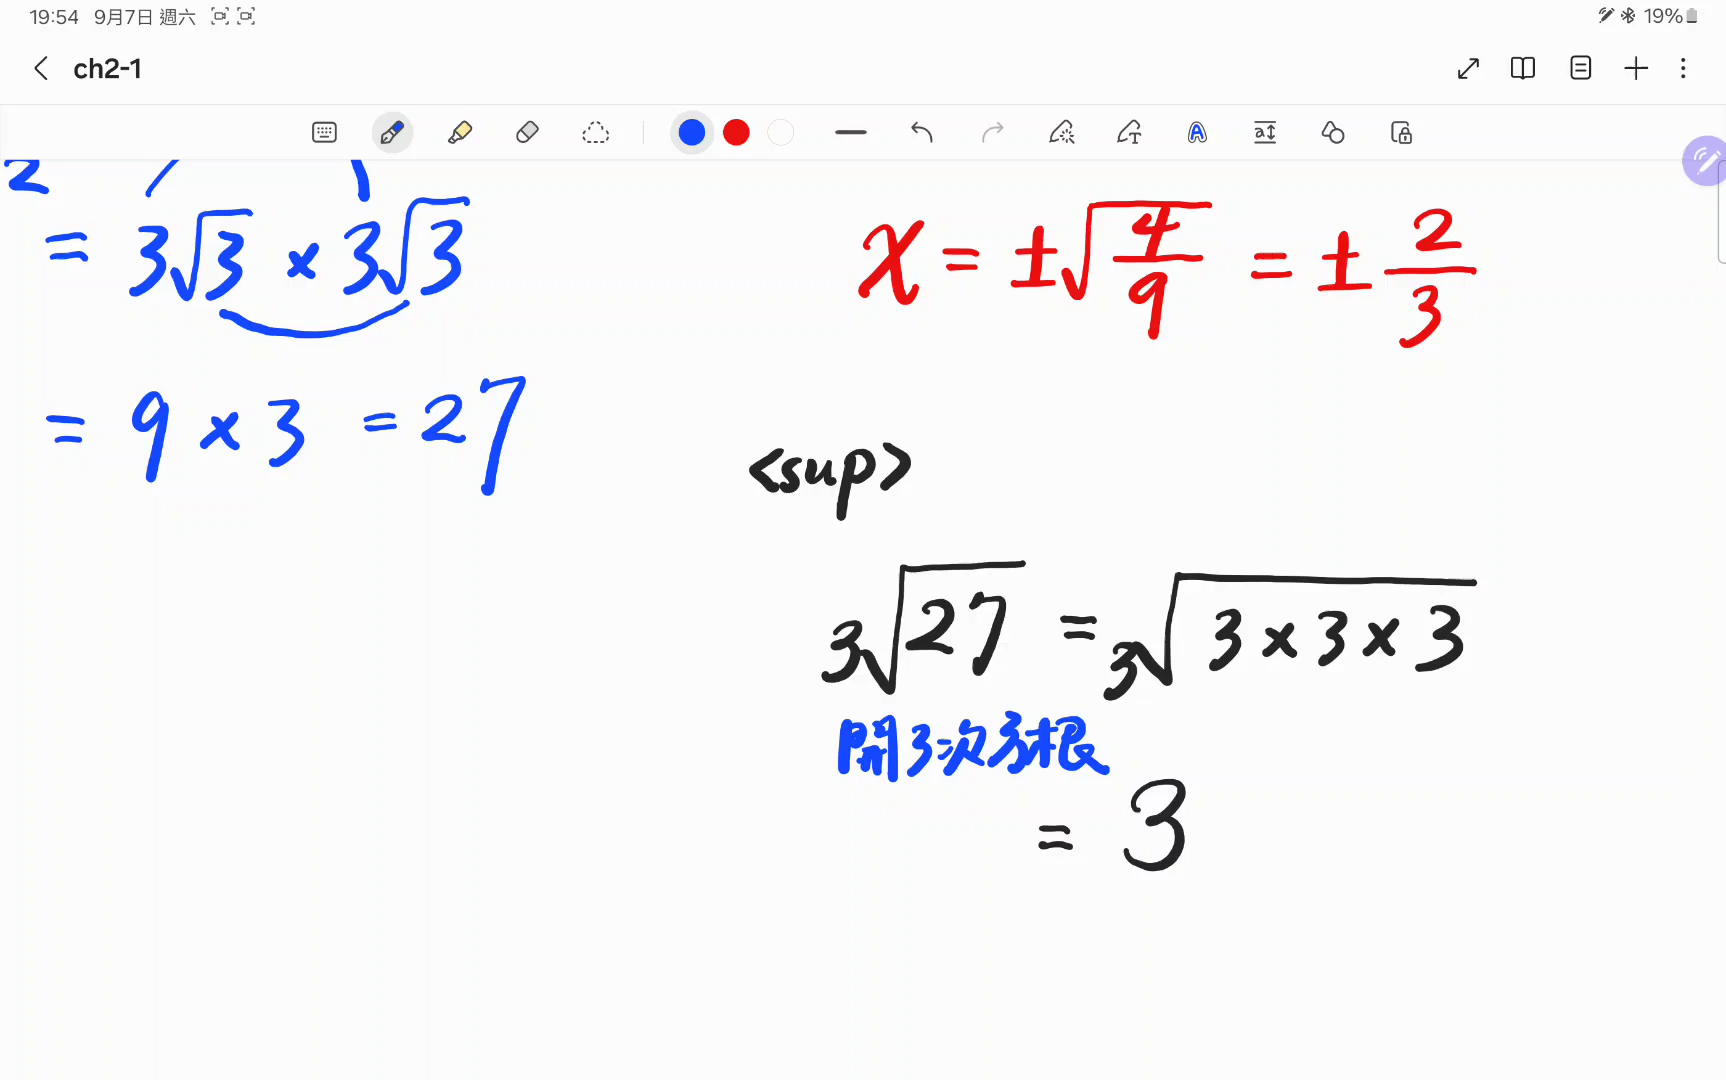 19:54 9月7日 週六 19%
ch2-1
2
= 3√3 × 3√3
= 9 × 3 = 27
x = ±√(4/9) = ± 2/3
<sup>
3√27 = 3√(3×3×3)
開3次方根
= 3